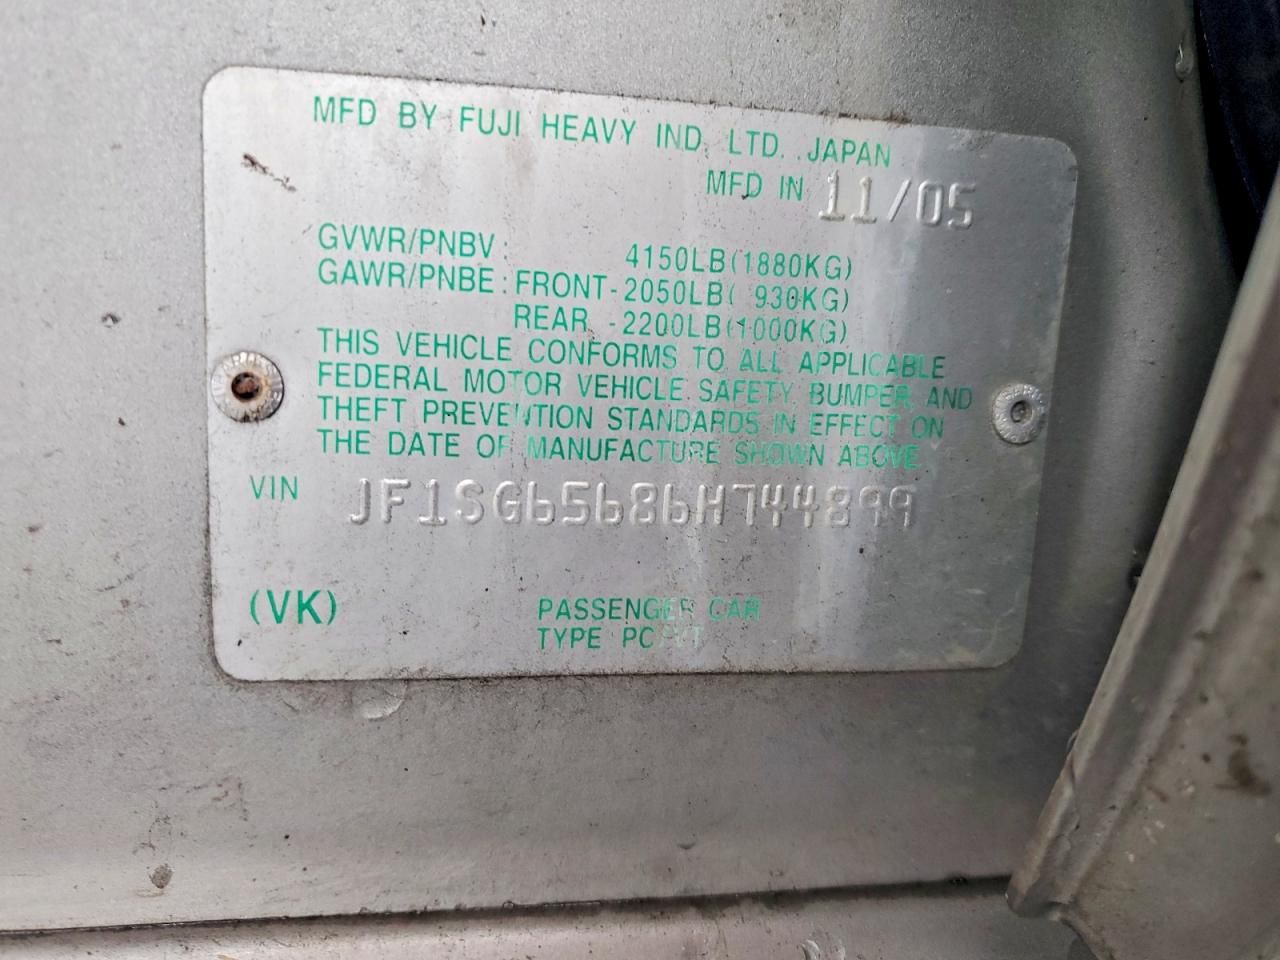 MFD BY FUJI HEAVY IND. LTD. JAPAN
MFD IN 11/05
GVWR/PNBV : 4150LB(1880KG)
GAWR/PNBE : FRONT-2050LB( 930KG)
REAR -2200LB(1000KG)
THIS VEHICLE CONFORMS TO ALL APPLICABLE
FEDERAL MOTOR VEHICLE SAFETY BUMPER AND
THEFT PREVENTION STANDARDS IN EFFECT ON
THE DATE OF MANUFACTURE SHOWN ABOVE.
VIN JF1SG65686H744899
(VK)
PASSENGER CAR
TYPE PC